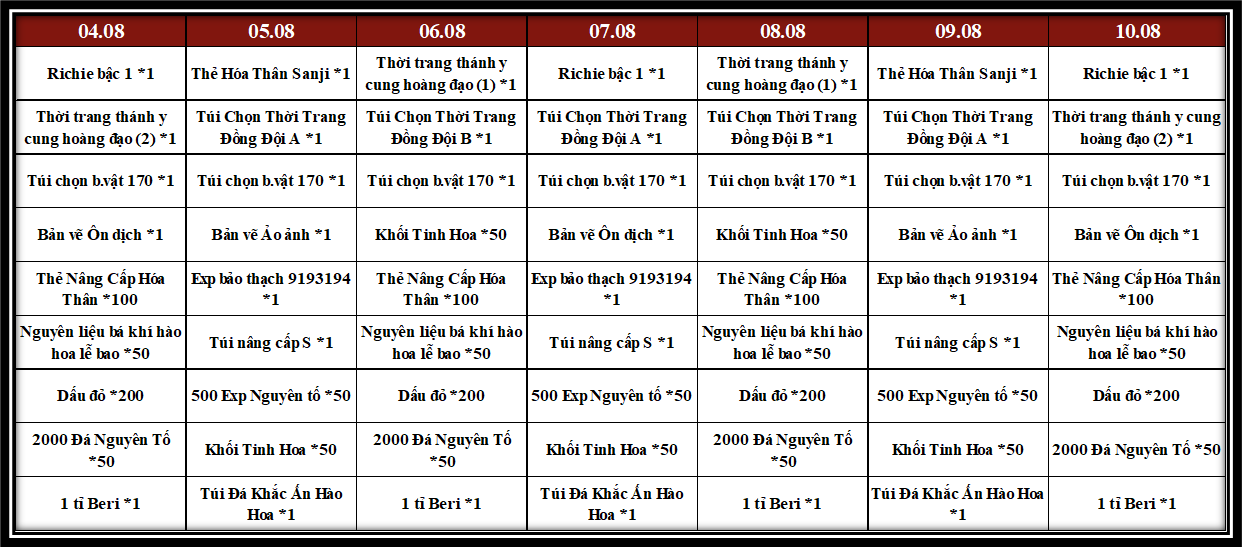 04.08 05.08 06.08 07.08 08.08 09.08 10.08
Richie bậc 1 *1
Thẻ Hóa Thân Sanji *1
Thời trang thánh y
cung hoàng đạo (1) *1
Richie bậc 1 *1
Thời trang thánh y
cung hoàng đạo (1) *1
Thẻ Hóa Thân Sanji *1
Richie bậc 1 *1
Thời trang thánh y
cung hoàng đạo (2) *1
Túi Chọn Thời Trang
Đồng Đội A *1
Túi Chọn Thời Trang
Đồng Đội B *1
Túi Chọn Thời Trang
Đồng Đội A *1
Túi Chọn Thời Trang
Đồng Đội B *1
Túi Chọn Thời Trang
Đồng Đội A *1
Thời trang thánh y cung
hoàng đạo (2) *1
Túi chọn b.vật 170 *1
Túi chọn b.vật 170 *1
Túi chọn b.vật 170 *1
Túi chọn b.vật 170 *1
Túi chọn b.vật 170 *1
Túi chọn b.vật 170 *1
Túi chọn b.vật 170 *1
Bản vẽ Ôn dịch *1
Bản vẽ Ảo ảnh *1
Khối Tinh Hoa *50
Bản vẽ Ôn dịch *1
Khối Tinh Hoa *50
Bản vẽ Ảo ảnh *1
Bản vẽ Ôn dịch *1
Thẻ Nâng Cấp Hóa
Thân *100
Exp bảo thạch 9193194
*1
Thẻ Nâng Cấp Hóa
Thân *100
Exp bảo thạch 9193194
*1
Thẻ Nâng Cấp Hóa
Thân *100
Exp bảo thạch 9193194
*1
Thẻ Nâng Cấp Hóa Thân
*100
Nguyên liệu bá khí hào
hoa lễ bao *50
Túi nâng cấp S *1
Nguyên liệu bá khí hào
hoa lễ bao *50
Túi nâng cấp S *1
Nguyên liệu bá khí hào
hoa lễ bao *50
Túi nâng cấp S *1
Nguyên liệu bá khí hào
hoa lễ bao *50
Dấu đỏ *200
500 Exp Nguyên tố *50
Dấu đỏ *200
500 Exp Nguyên tố *50
Dấu đỏ *200
500 Exp Nguyên tố *50
Dấu đỏ *200
2000 Đá Nguyên Tố
*50
Khối Tinh Hoa *50
2000 Đá Nguyên Tố
*50
Khối Tinh Hoa *50
2000 Đá Nguyên Tố
*50
Khối Tinh Hoa *50
2000 Đá Nguyên Tố *50
1 tỉ Beri *1
Túi Đá Khắc Ấn Hào
Hoa *1
1 tỉ Beri *1
Túi Đá Khắc Ấn Hào
Hoa *1
1 tỉ Beri *1
Túi Đá Khắc Ấn Hào Hoa
*1
1 tỉ Beri *1